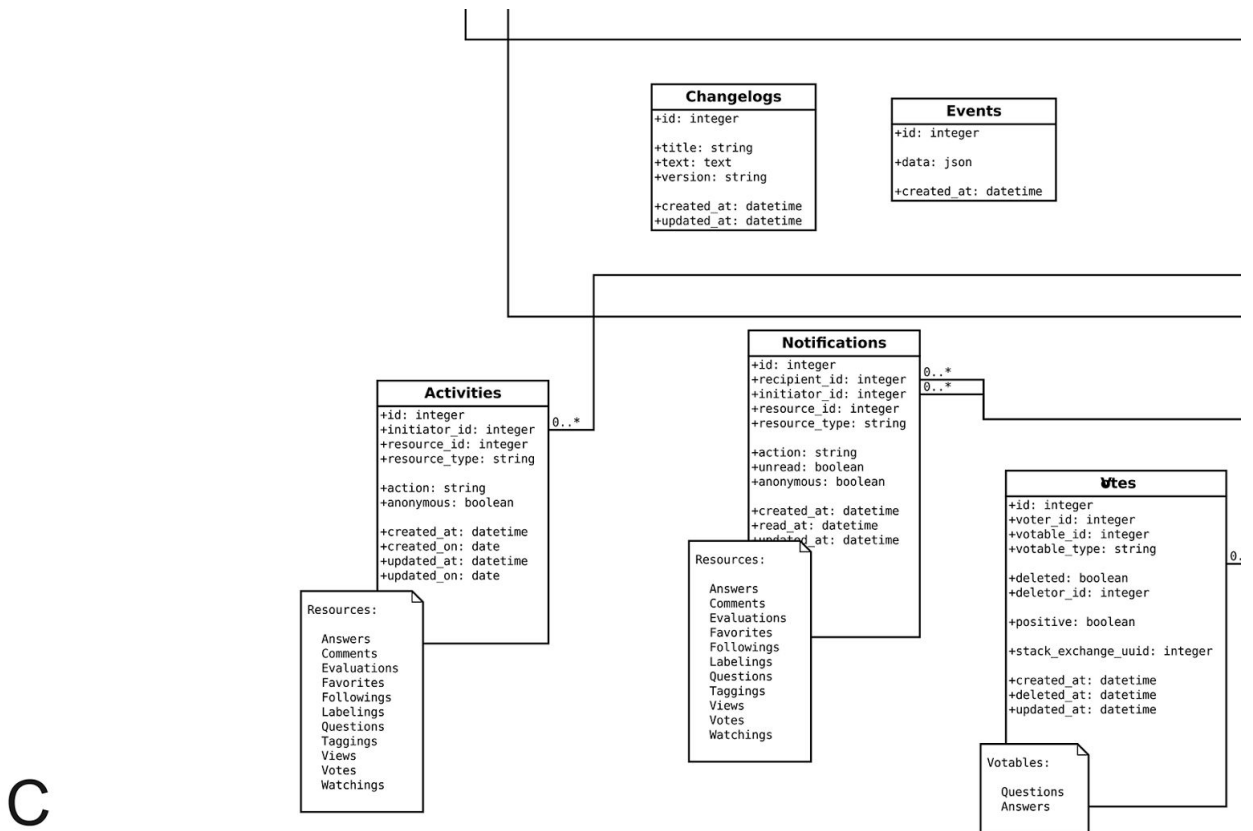 Changelogs
+id: integer
+title: string
+text: text
+version: string
+created_at: datetime
+updated_at: datetime
Events
+id: integer
+data: json
+created_at: datetime
Activities
+id: integer
+initiator_id: integer
+resource_id: integer
+resource_type: string
+action: string
+anonymous: boolean
+created_at: datetime
+created_on: date
+updated_at: datetime
+updated_on: date
0..*
Resources:
Answers
Comments
Evaluations
Favorites
Followings
Labelings
Questions
Taggings
Views
Votes
Watchings
Notifications
+id: integer
+recipient_id: integer
+initiator_id: integer
+resource_id: integer
+resource_type: string
+action: string
+unread: boolean
+anonymous: boolean
+created_at: datetime
+read_at: datetime
+updated_at: datetime
0..*
0..*
Resources:
Answers
Comments
Evaluations
Favorites
Followings
Labelings
Questions
Taggings
Views
Votes
Watchings
Votes
+id: integer
+voter_id: integer
+votable_id: integer
+votable_type: string
+deleted: boolean
+deletor_id: integer
+positive: boolean
+stack_exchange_uuid: integer
+created_at: datetime
+deleted_at: datetime
+updated_at: datetime
0.
Votables:
Questions
Answers
C